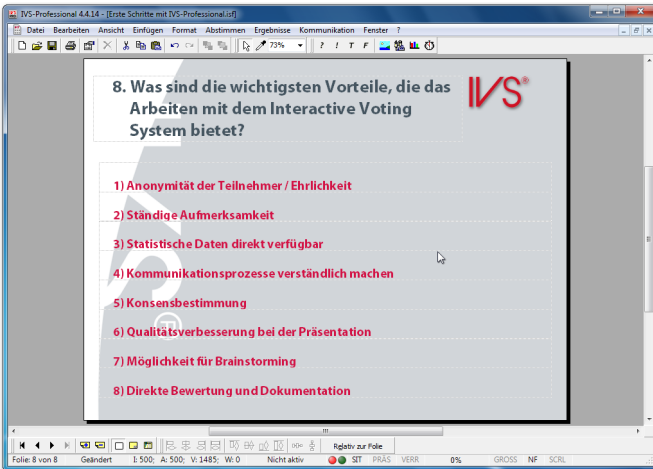 IVS-Professional 4.4.14 - [Erste Schritte mit IVS-Professional.isf]
Datei Bearbeiten Ansicht Einfügen Format Abstimmen Ergebnisse Kommunikation Fenster ?
73% ? ! T F
8. Was sind die wichtigsten Vorteile, die das
Arbeiten mit dem Interactive Voting
System bietet?
IVS®
1) Anonymität der Teilnehmer / Ehrlichkeit
2) Ständige Aufmerksamkeit
3) Statistische Daten direkt verfügbar
4) Kommunikationsprozesse verständlich machen
5) Konsensbestimmung
6) Qualitätsverbesserung bei der Präsentation
7) Möglichkeit für Brainstorming
8) Direkte Bewertung und Dokumentation
Relativ zur Folie
Folie: 8 von 8 Geändert I: 500; A: 500; V: 1485; W: 0 Nicht aktiv SIT PRÄS VERR 0% GROSS NF SCRL